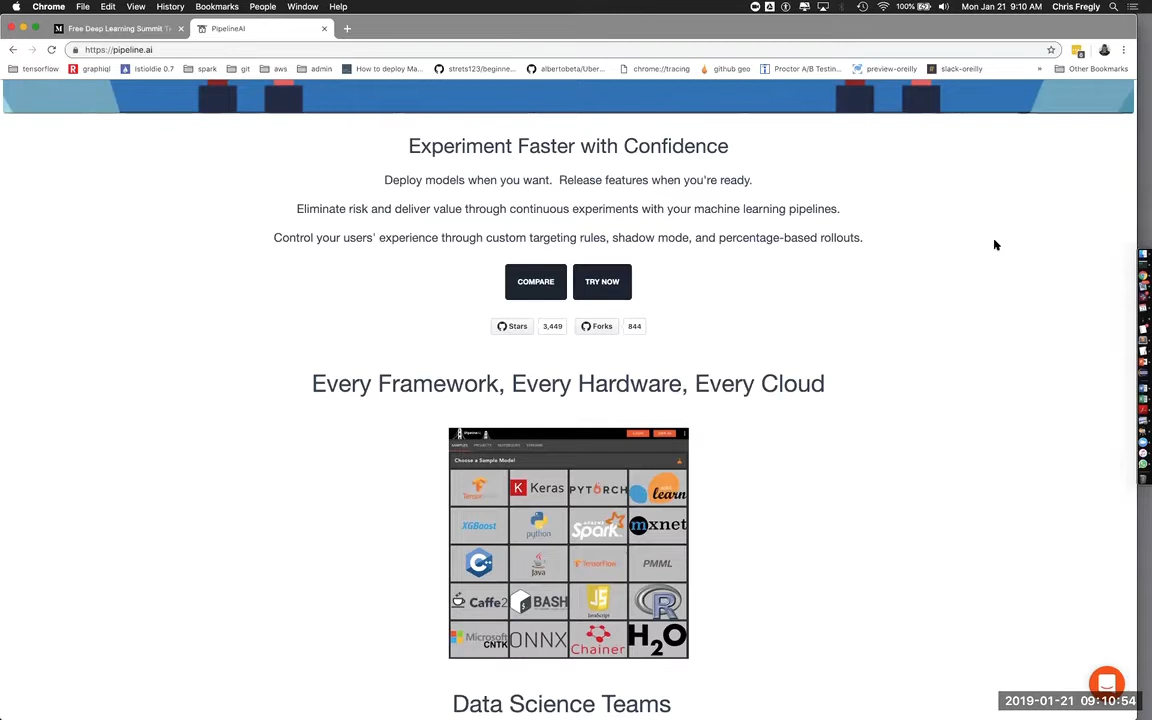 Chrome File Edit View History Bookmarks People Window Help 100% Mon Jan 21 9:10 AM Chris Fregly
Free Deep Learning Summit T PipelineAI
https://pipeline.ai
tensorflow graphiql istioldie 0.7 spark git aws admin How to deploy Ma... strets123/beginne... albertobeta/Uber... chrome://tracing github geo Proctor A/B Testin... preview-oreilly slack-oreilly » Other Bookmarks
Experiment Faster with Confidence
Deploy models when you want. Release features when you're ready.
Eliminate risk and deliver value through continuous experiments with your machine learning pipelines.
Control your users' experience through custom targeting rules, shadow mode, and percentage-based rollouts.
COMPARE TRY NOW
Stars 3,449 Forks 844
Every Framework, Every Hardware, Every Cloud
Choose a Sample Model
Keras PYTORCH learn
XGBoost python APACHE Spark mxnet
Java TensorFlow PMML
Caffe2 BASH JS JavaScript R
Microsoft CNTK ONNX Chainer H2O
Data Science Teams
2019-01-21 09:10:54